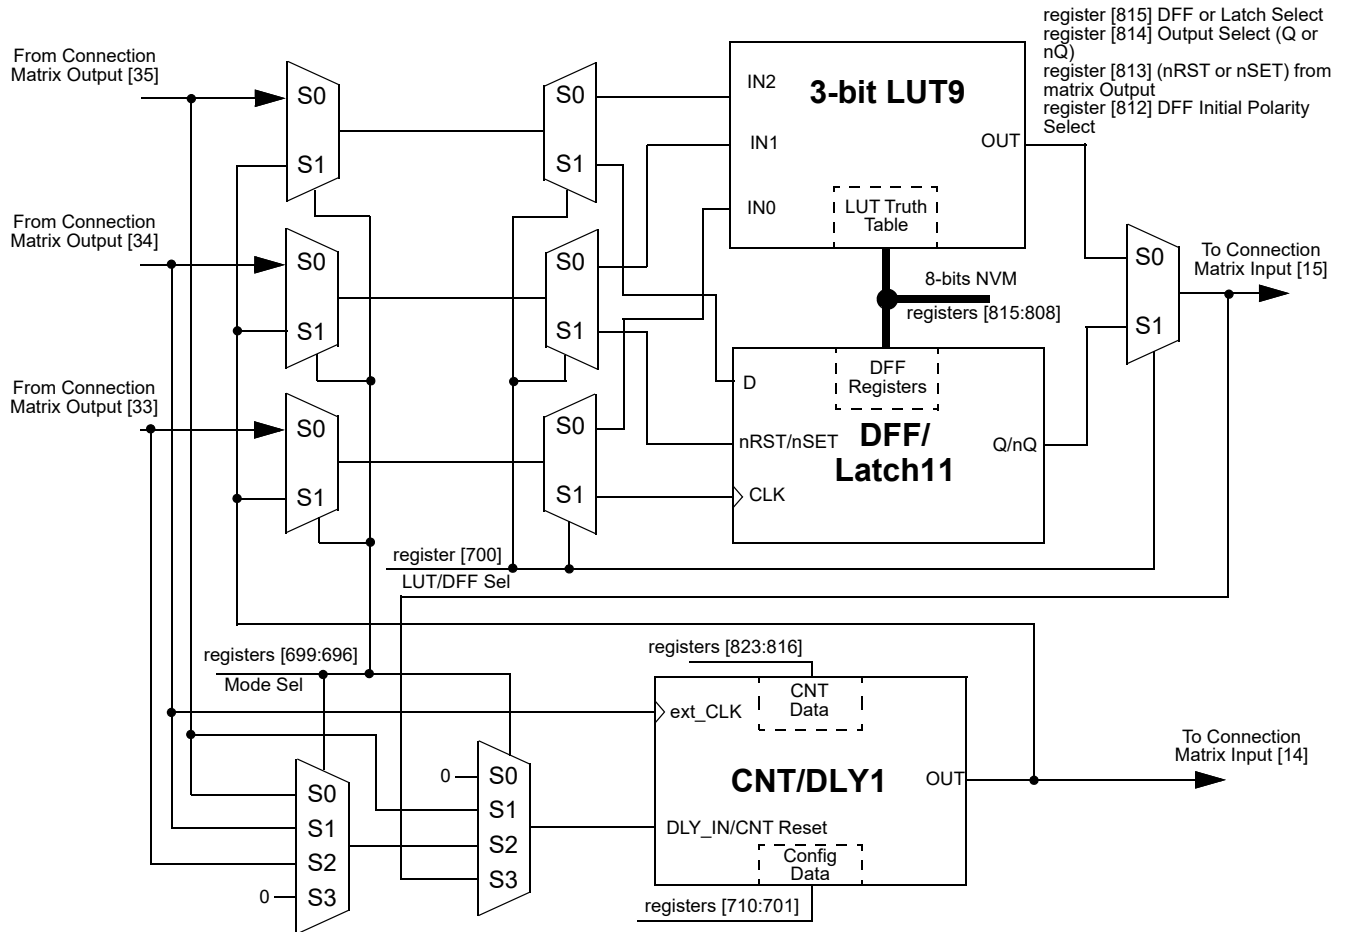 register [815] DFF or Latch Select
register [814] Output Select (Q or
nQ)
register [813] (nRST or nSET) from
matrix Output
register [812] DFF Initial Polarity
Select
From Connection
Matrix Output [35]
S0
S1
S0
S1
IN2
IN1
IN0
3-bit LUT9
OUT
LUT Truth
Table
From Connection
Matrix Output [34]
S0
S1
S0
S1
8-bits NVM
registers [815:808]
S0
S1
To Connection
Matrix Input [15]
From Connection
Matrix Output [33]
S0
S1
S0
S1
D
nRST/nSET
CLK
DFF
Registers
DFF/
Latch11
Q/nQ
register [700]
LUT/DFF Sel
registers [699:696]
Mode Sel
registers [823:816]
CNT
Data
ext_CLK
CNT/DLY1
OUT
DLY_IN/CNT Reset
Config
Data
registers [710:701]
To Connection
Matrix Input [14]
S0
S1
S2
0
S3
0
S0
S1
S2
S3